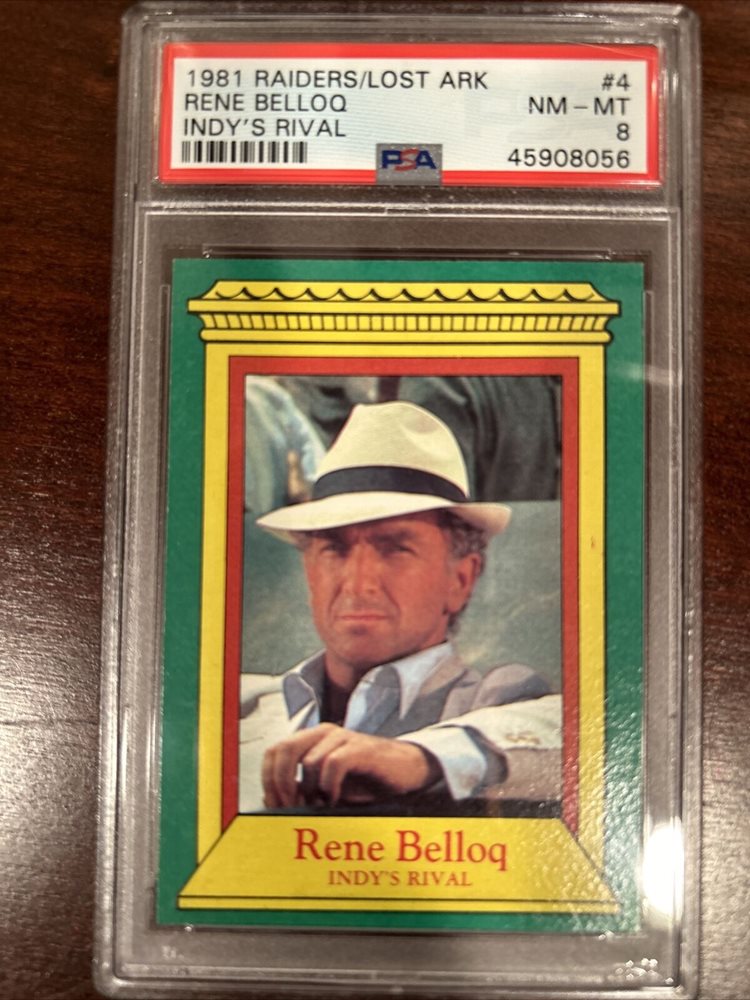 1981 RAIDERS/LOST ARK #4
RENE BELLOQ NM - MT
INDY'S RIVAL 8
PSA 45908056
Rene Belloq
INDY'S RIVAL